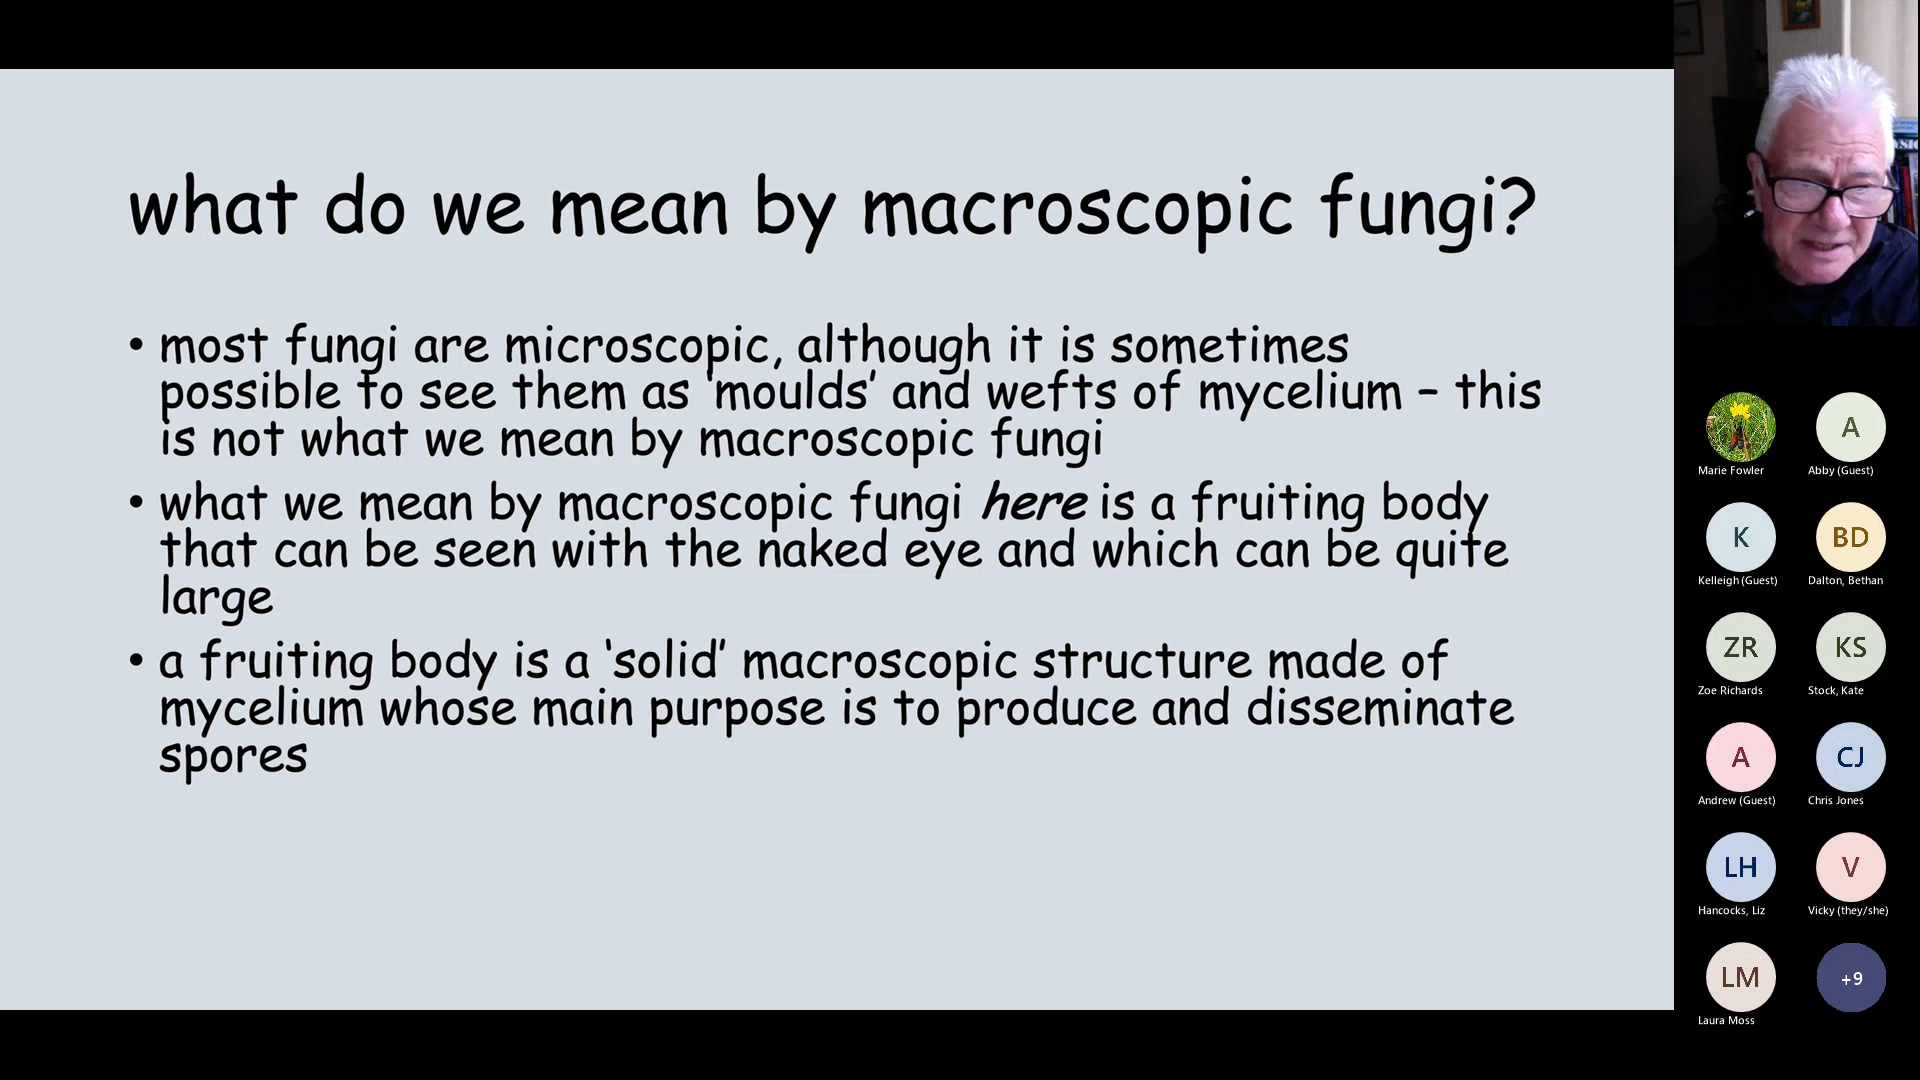 what do we mean by macroscopic fungi?
• most fungi are microscopic, although it is sometimes
possible to see them as ‘moulds’ and wefts of mycelium – this
is not what we mean by macroscopic fungi
• what we mean by macroscopic fungi here is a fruiting body
that can be seen with the naked eye and which can be quite
large
• a fruiting body is a ‘solid’ macroscopic structure made of
mycelium whose main purpose is to produce and disseminate
spores
Marie Fowler
A
Abby (Guest)
K
Kelleigh (Guest)
BD
Dalton, Bethan
ZR
Zoe Richards
KS
Stock, Kate
A
Andrew (Guest)
CJ
Chris Jones
LH
Hancocks, Liz
V
Vicky (they/she)
LM
Laura Moss
+9